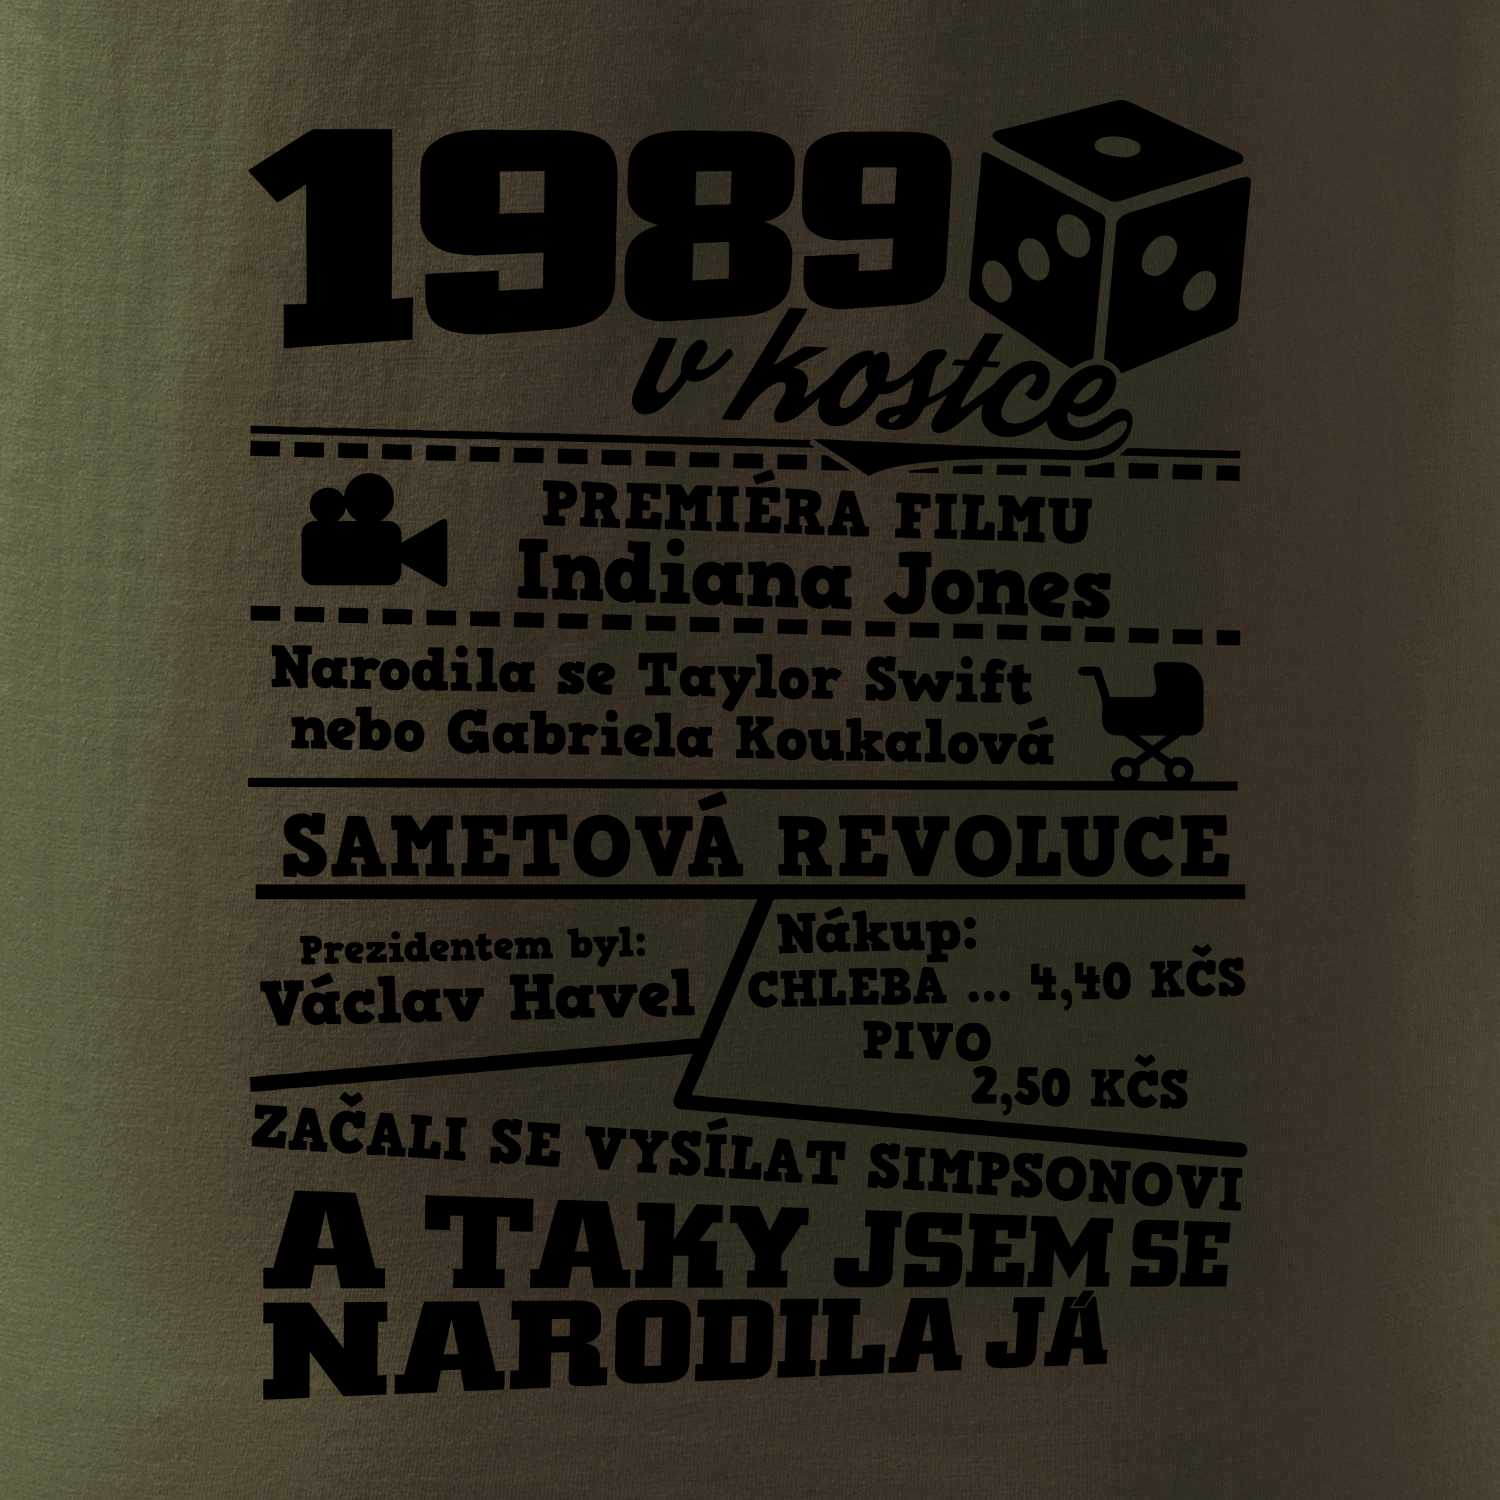 1989
v kostce
PREMIÉRA FILMU
Indiana Jones
Narodila se Taylor Swift
nebo Gabriela Koukalová
SAMETOVÁ REVOLUCE
Prezidentem byl:
Václav Havel
Nákup:
CHLEBA ... 4,40 KČS
PIVO
2,50 KČS
ZAČALI SE VYSÍLAT SIMPSONOVI
A TAKY JSEM SE
NARODILA JÁ